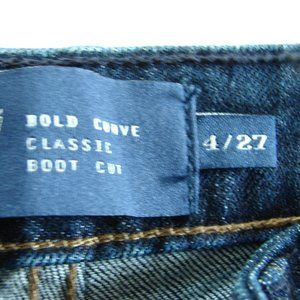 BOLD CURVE
CLASSIC
BOOT CUT
4/27